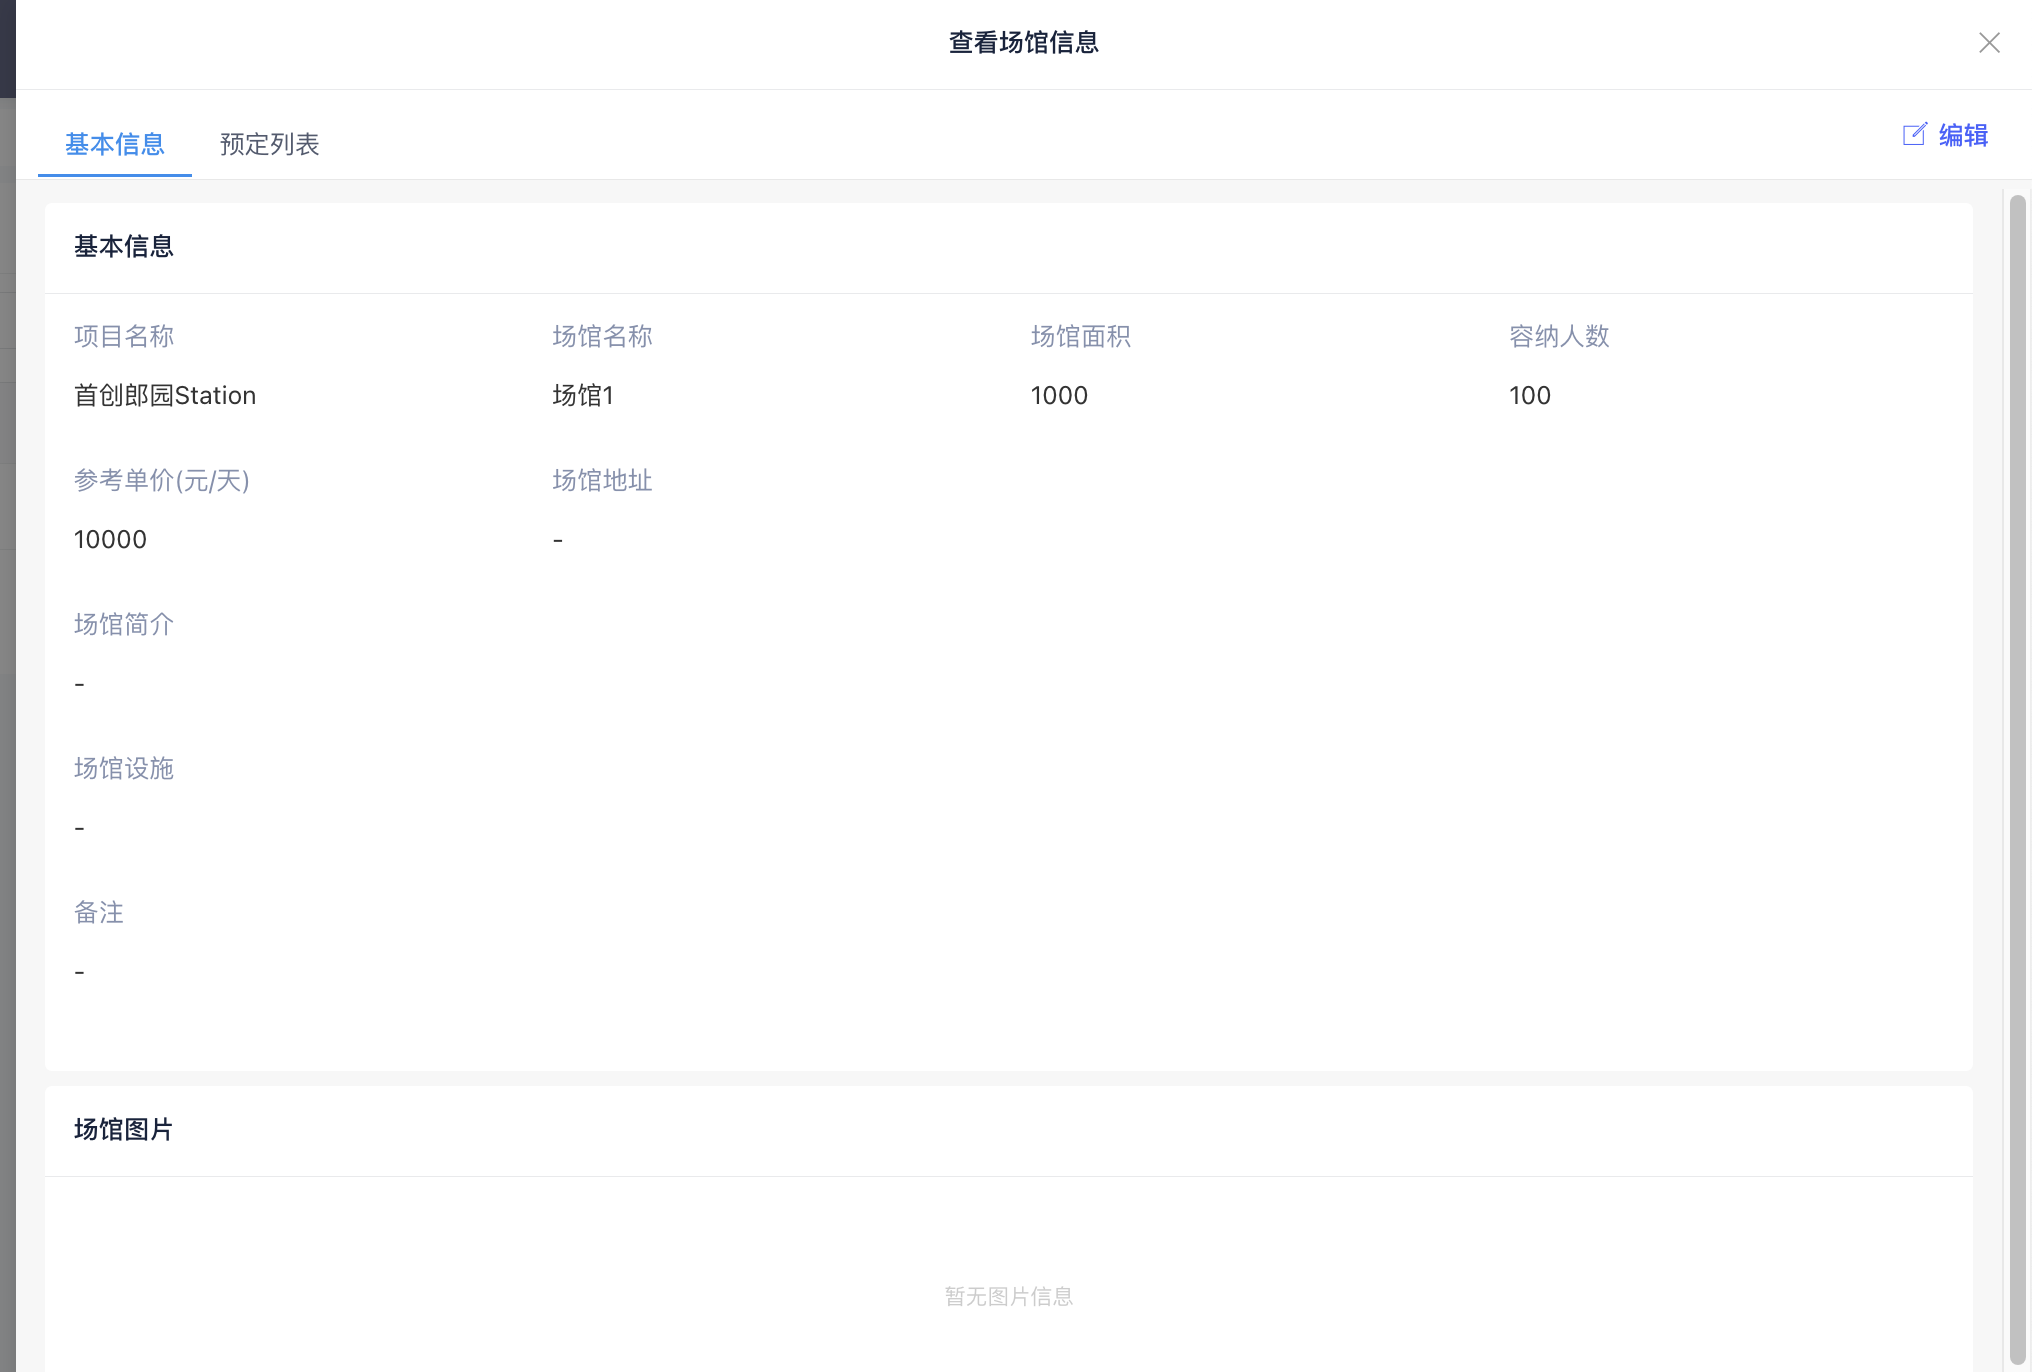 查看场馆信息
基本信息 预定列表 编辑
基本信息
项目名称 场馆名称 场馆面积 容纳人数
首创郎园Station 场馆1 1000 100
参考单价(元/天) 场馆地址
10000 -
场馆简介
-
场馆设施
-
备注
-
场馆图片
暂无图片信息